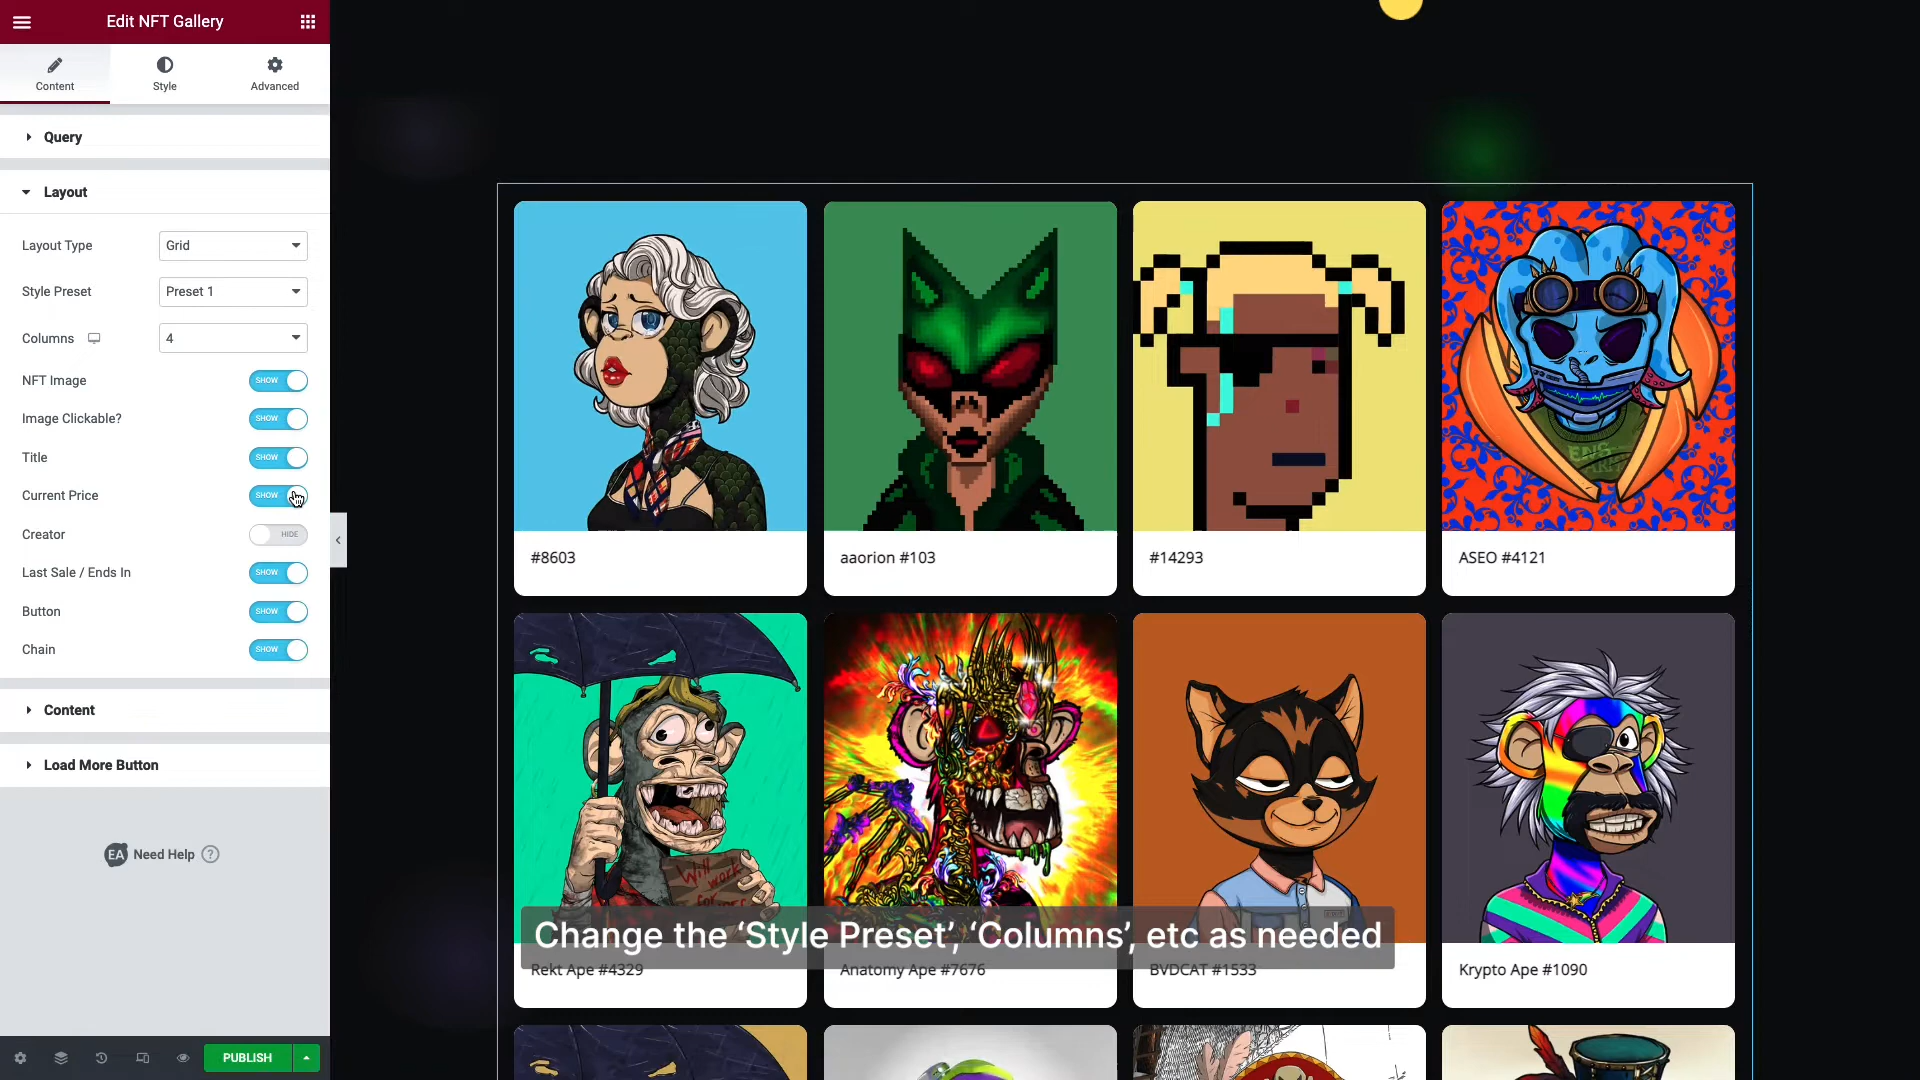 Edit NFT Gallery
Content
Style
Advanced
Query
Layout
Layout Type
Grid
Style Preset
Preset 1
Columns
4
NFT Image
SHOW
Image Clickable?
SHOW
Title
SHOW
Current Price
SHOW
Creator
HIDE
Last Sale / Ends In
SHOW
Button
SHOW
Chain
SHOW
Content
Load More Button
EA Need Help ?
PUBLISH
#8603
aaorion #103
#14293
ASEO #4121
Will
work
for
Change the ‘Style Preset’, ‘Columns’, etc as needed
Rekt Ape #4329
Anatomy Ape #7676
BVDCAT #1533
Krypto Ape #1090